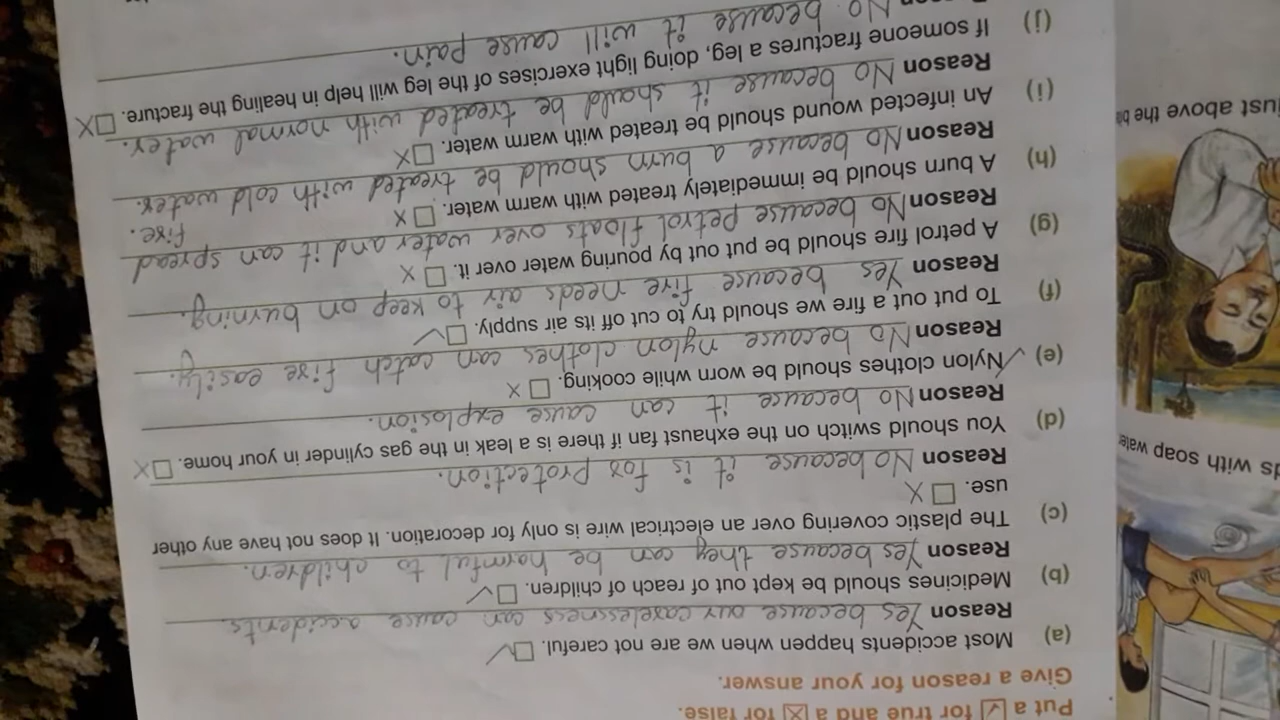 Put a ✓ for true and a X for false.
Give a reason for your answer.
(a) Most accidents happen when we are not careful. ☐ ✓
Reason Yes because our carelessness can cause accidents.
(b) Medicines should be kept out of reach of children. ☐ ✓
Reason Yes because they can be harmful to children.
(c) The plastic covering over an electrical wire is only for decoration. It does not have any other
use. ☐ X
Reason No because it is for protection.
(d) You should switch on the exhaust fan if there is a leak in the gas cylinder in your home. ☐ X
Reason No because it can cause explosion.
(e) Nylon clothes should be worn while cooking. ☐ X
Reason No because nylon clothes can catch fire easily.
(f) To put out a fire we should try to cut off its air supply. ☐ ✓
Reason Yes because fire needs air to keep on burning.
(g) A petrol fire should be put out by pouring water over it. ☐ X
Reason No because petrol floats over water and it can spread
fire.
(h) A burn should be immediately treated with warm water. ☐ X
Reason No because a burn should be treated with cold water.
(i) An infected wound should be treated with warm water. ☐ X
Reason No because it should be treated with normal water.
(j) If someone fractures a leg, doing light exercises of the leg will help in healing the fracture. ☐ X
No because it will cause pain.
ds with soap water
just above the